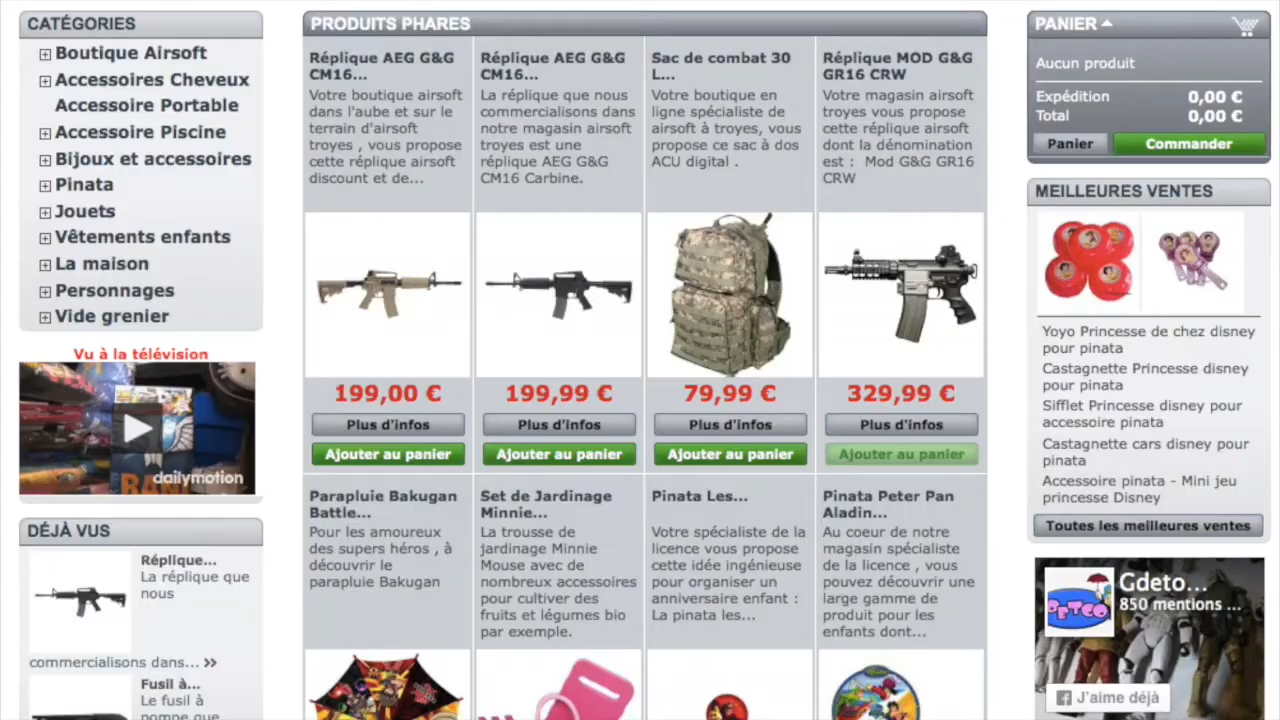 CATÉGORIES
Boutique Airsoft
Accessoires Cheveux
Accessoire Portable
Accessoire Piscine
Bijoux et accessoires
Pinata
Jouets
Vêtements enfants
La maison
Personnages
Vide grenier
Vu à la télévision
dailymotion
DÉJÀ VUS
Réplique...
La réplique que
nous
commercialisons dans... »
Fusil à...
Le fusil à
pompe que
PRODUITS PHARES
Réplique AEG G&G
CM16...
Votre boutique airsoft
dans l'aube et sur le
terrain d'airsoft
troyes , vous propose
cette réplique airsoft
discount et de...
199,00 €
Plus d'infos
Ajouter au panier
Réplique AEG G&G
CM16...
La réplique que nous
commercialisons dans
notre magasin airsoft
troyes est une
réplique AEG G&G
CM16 Carbine.
199,99 €
Plus d'infos
Ajouter au panier
Sac de combat 30
L...
Votre boutique en
ligne spécialiste de
airsoft à troyes, vous
propose ce sac à dos
ACU digital .
79,99 €
Plus d'infos
Ajouter au panier
Réplique MOD G&G
GR16 CRW
Votre magasin airsoft
troyes vous propose
cette réplique airsoft
dont la dénomination
est : Mod G&G GR16
CRW
329,99 €
Plus d'infos
Ajouter au panier
Parapluie Bakugan
Battle...
Pour les amoureux
des supers héros , à
découvrir le
parapluie Bakugan
Set de Jardinage
Minnie...
La trousse de
jardinage Minnie
Mouse avec de
nombreux accessoires
pour cultiver des
fruits et légumes bio
par exemple.
Pinata Les...
Votre spécialiste de la
licence vous propose
cette idée ingénieuse
pour organiser un
anniversaire enfant :
La pinata les...
Pinata Peter Pan
Aladin...
Au coeur de notre
magasin spécialiste
de la licence , vous
pouvez découvrir une
large gamme de
produit pour les
enfants dont...
PANIER
Aucun produit
Expédition 0,00 €
Total 0,00 €
Panier Commander
MEILLEURES VENTES
Yoyo Princesse de chez disney
pour pinata
Castagnette Princesse disney
pour pinata
Sifflet Princesse disney pour
accessoire pinata
Castagnette cars disney pour
pinata
Accessoire pinata - Mini jeu
princesse Disney
Toutes les meilleures ventes
Gdeto...
850 mentions ...
J'aime déjà